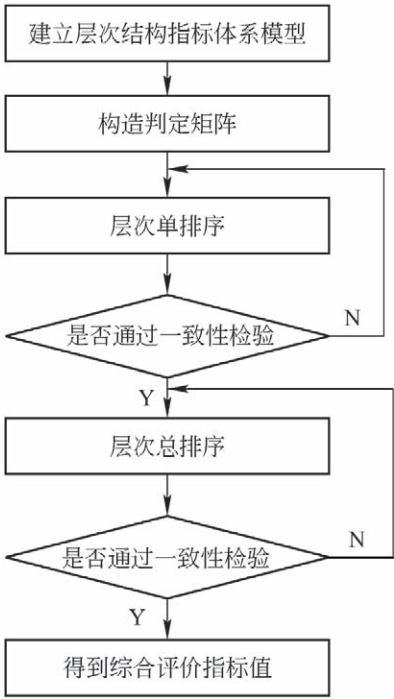 建立层次结构指标体系模型
构造判定矩阵
层次单排序
是否通过一致性检验
N
Y
层次总排序
是否通过一致性检验
N
Y
得到综合评价指标值